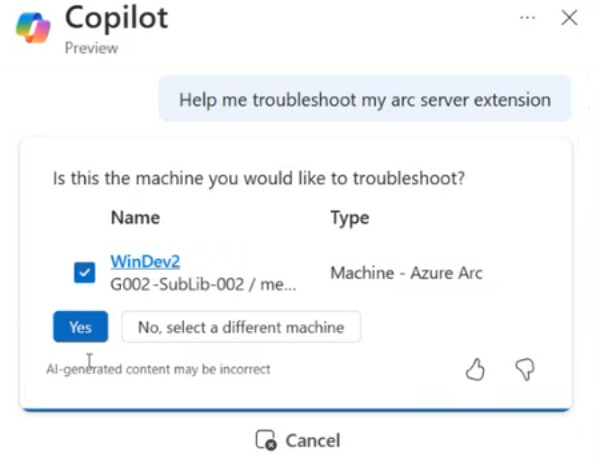 Copilot
Preview
Help me troubleshoot my arc server extension
Is this the machine you would like to troubleshoot?
Name Type
WinDev2
G002-SubLib-002 / me...
Machine - Azure Arc
Yes No, select a different machine
AI-generated content may be incorrect
Cancel